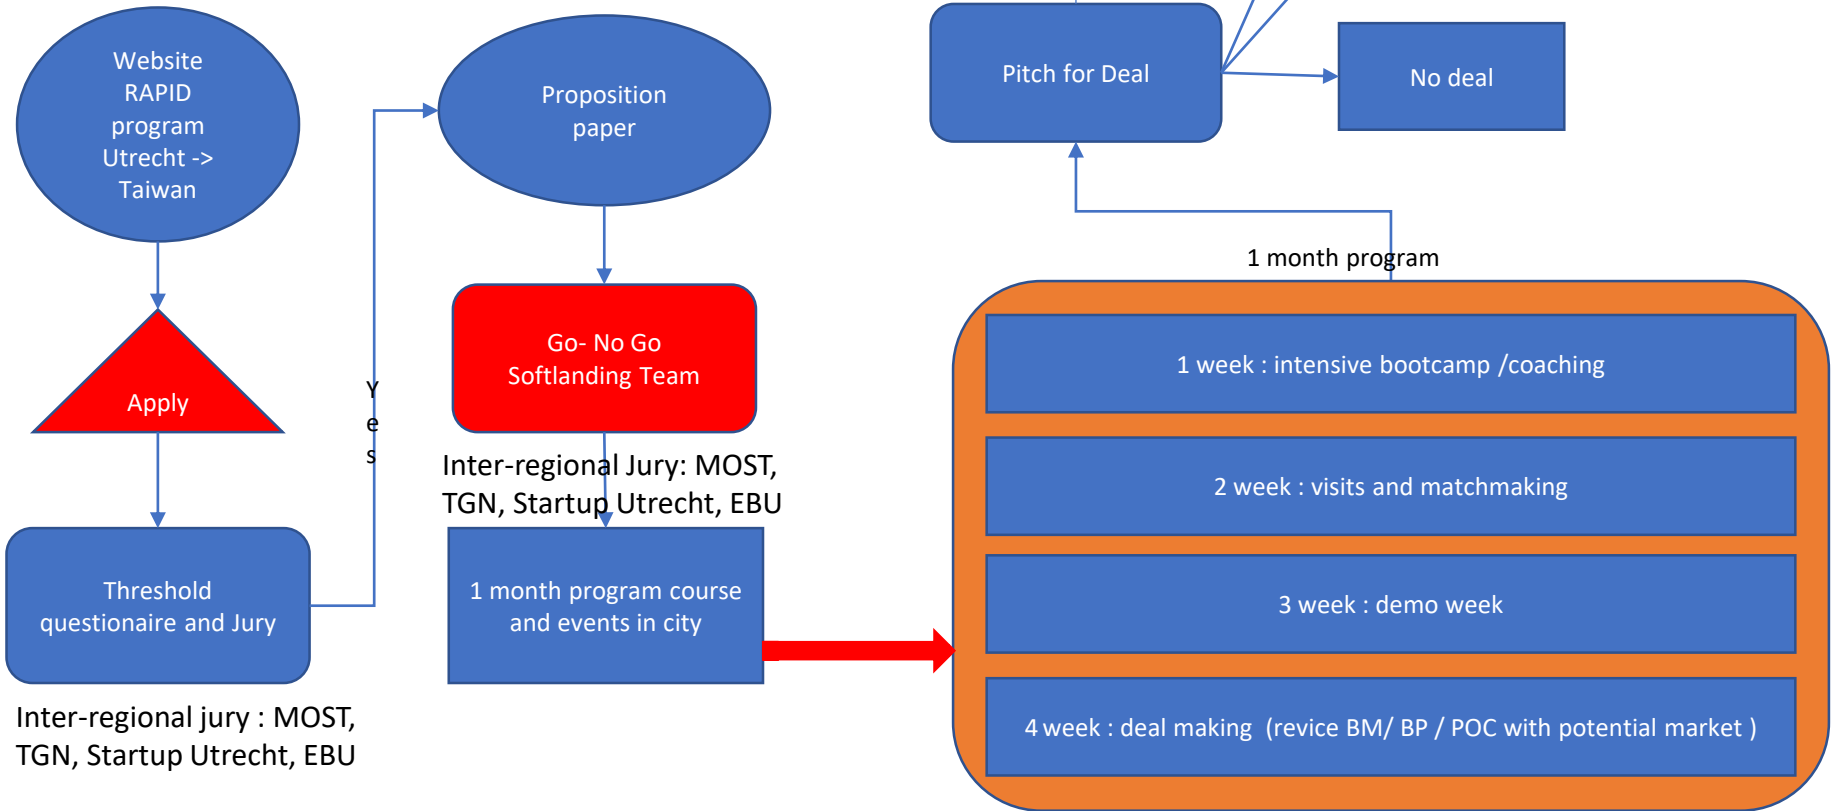 Website
RAPID
program
Utrecht ->
Taiwan
Apply
Threshold
questionaire and Jury
Inter-regional jury : MOST,
TGN, Startup Utrecht, EBU
Yes
Proposition
paper
Go- No Go
Softlanding Team
Inter-regional Jury: MOST,
TGN, Startup Utrecht, EBU
1 month program course
and events in city
Pitch for Deal
No deal
1 month program
1 week : intensive bootcamp /coaching
2 week : visits and matchmaking
3 week : demo week
4 week : deal making  (revice BM/ BP / POC with potential market )